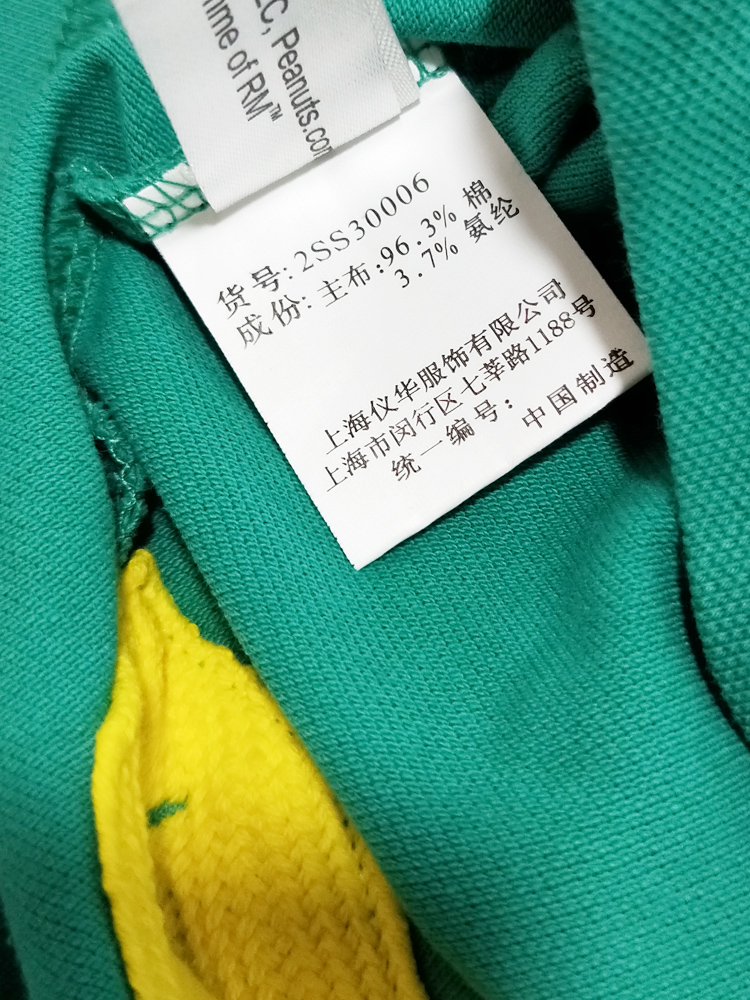 LC, Peanuts.com
me of RM™
货号: 2SS30006
成份: 主布:96.3% 棉
3.7% 氨纶
上海仪华服饰有限公司
上海市闵行区七莘路1188号
统一编号:
中国制造